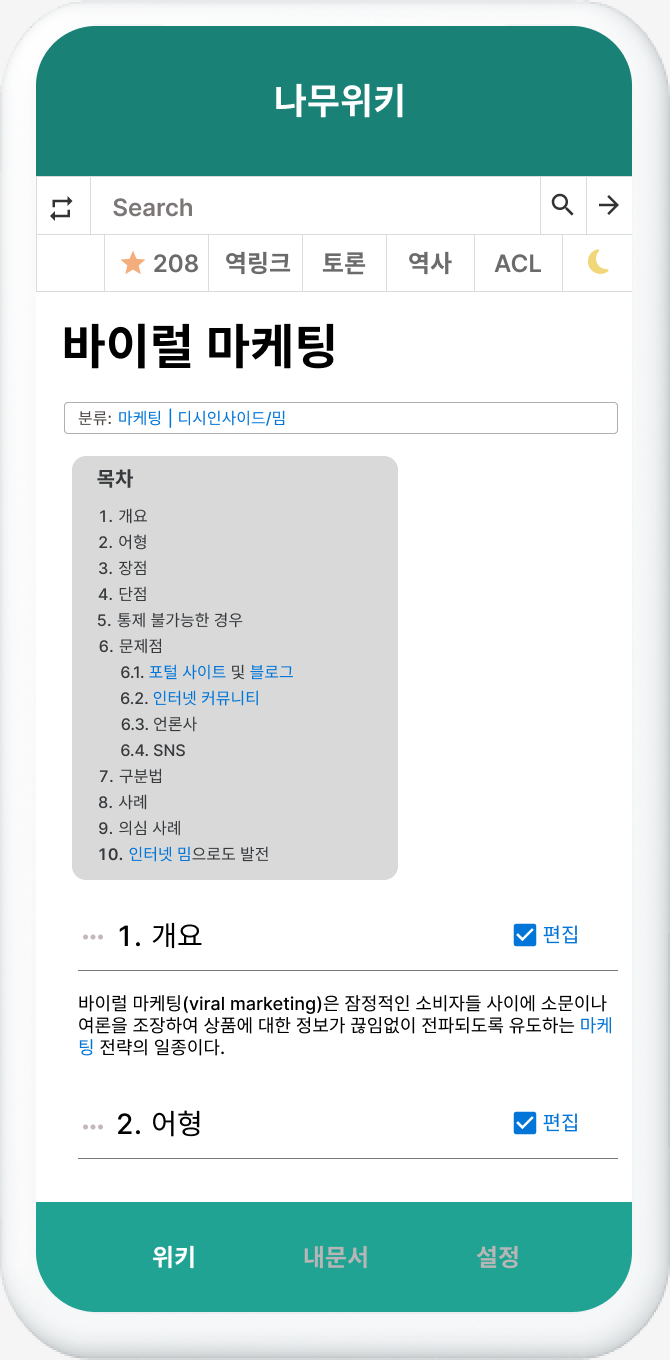 나무위키
Search
208 역링크 토론 역사 ACL
바이럴 마케팅
분류: 마케팅 | 디시인사이드/밈
목차
1. 개요
2. 어형
3. 장점
4. 단점
5. 통제 불가능한 경우
6. 문제점
6.1. 포털 사이트 및 블로그
6.2. 인터넷 커뮤니티
6.3. 언론사
6.4. SNS
7. 구분법
8. 사례
9. 의심 사례
10. 인터넷 밈으로도 발전
1. 개요 편집
바이럴 마케팅(viral marketing)은 잠정적인 소비자들 사이에 소문이나
여론을 조장하여 상품에 대한 정보가 끊임없이 전파되도록 유도하는 마케
팅 전략의 일종이다.
2. 어형 편집
위키 내문서 설정